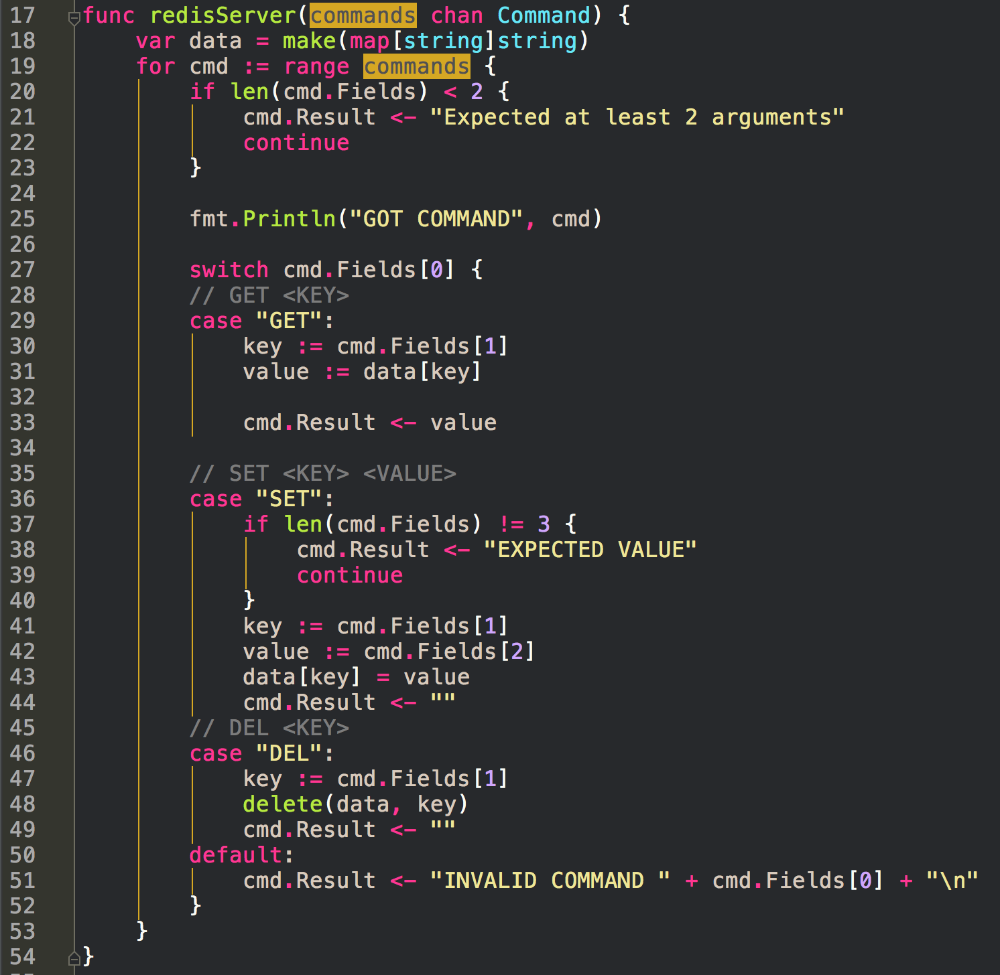 17 func redisServer(commands chan Command) {
18     var data = make(map[string]string)
19     for cmd := range commands {
20         if len(cmd.Fields) < 2 {
21             cmd.Result <- "Expected at least 2 arguments"
22             continue
23         }
24
25         fmt.Println("GOT COMMAND", cmd)
26
27         switch cmd.Fields[0] {
28         // GET <KEY>
29         case "GET":
30             key := cmd.Fields[1]
31             value := data[key]
32
33             cmd.Result <- value
34
35         // SET <KEY> <VALUE>
36         case "SET":
37             if len(cmd.Fields) != 3 {
38                 cmd.Result <- "EXPECTED VALUE"
39                 continue
40             }
41             key := cmd.Fields[1]
42             value := cmd.Fields[2]
43             data[key] = value
44             cmd.Result <- ""
45         // DEL <KEY>
46         case "DEL":
47             key := cmd.Fields[1]
48             delete(data, key)
49             cmd.Result <- ""
50         default:
51             cmd.Result <- "INVALID COMMAND " + cmd.Fields[0] + "\n"
52         }
53     }
54 }